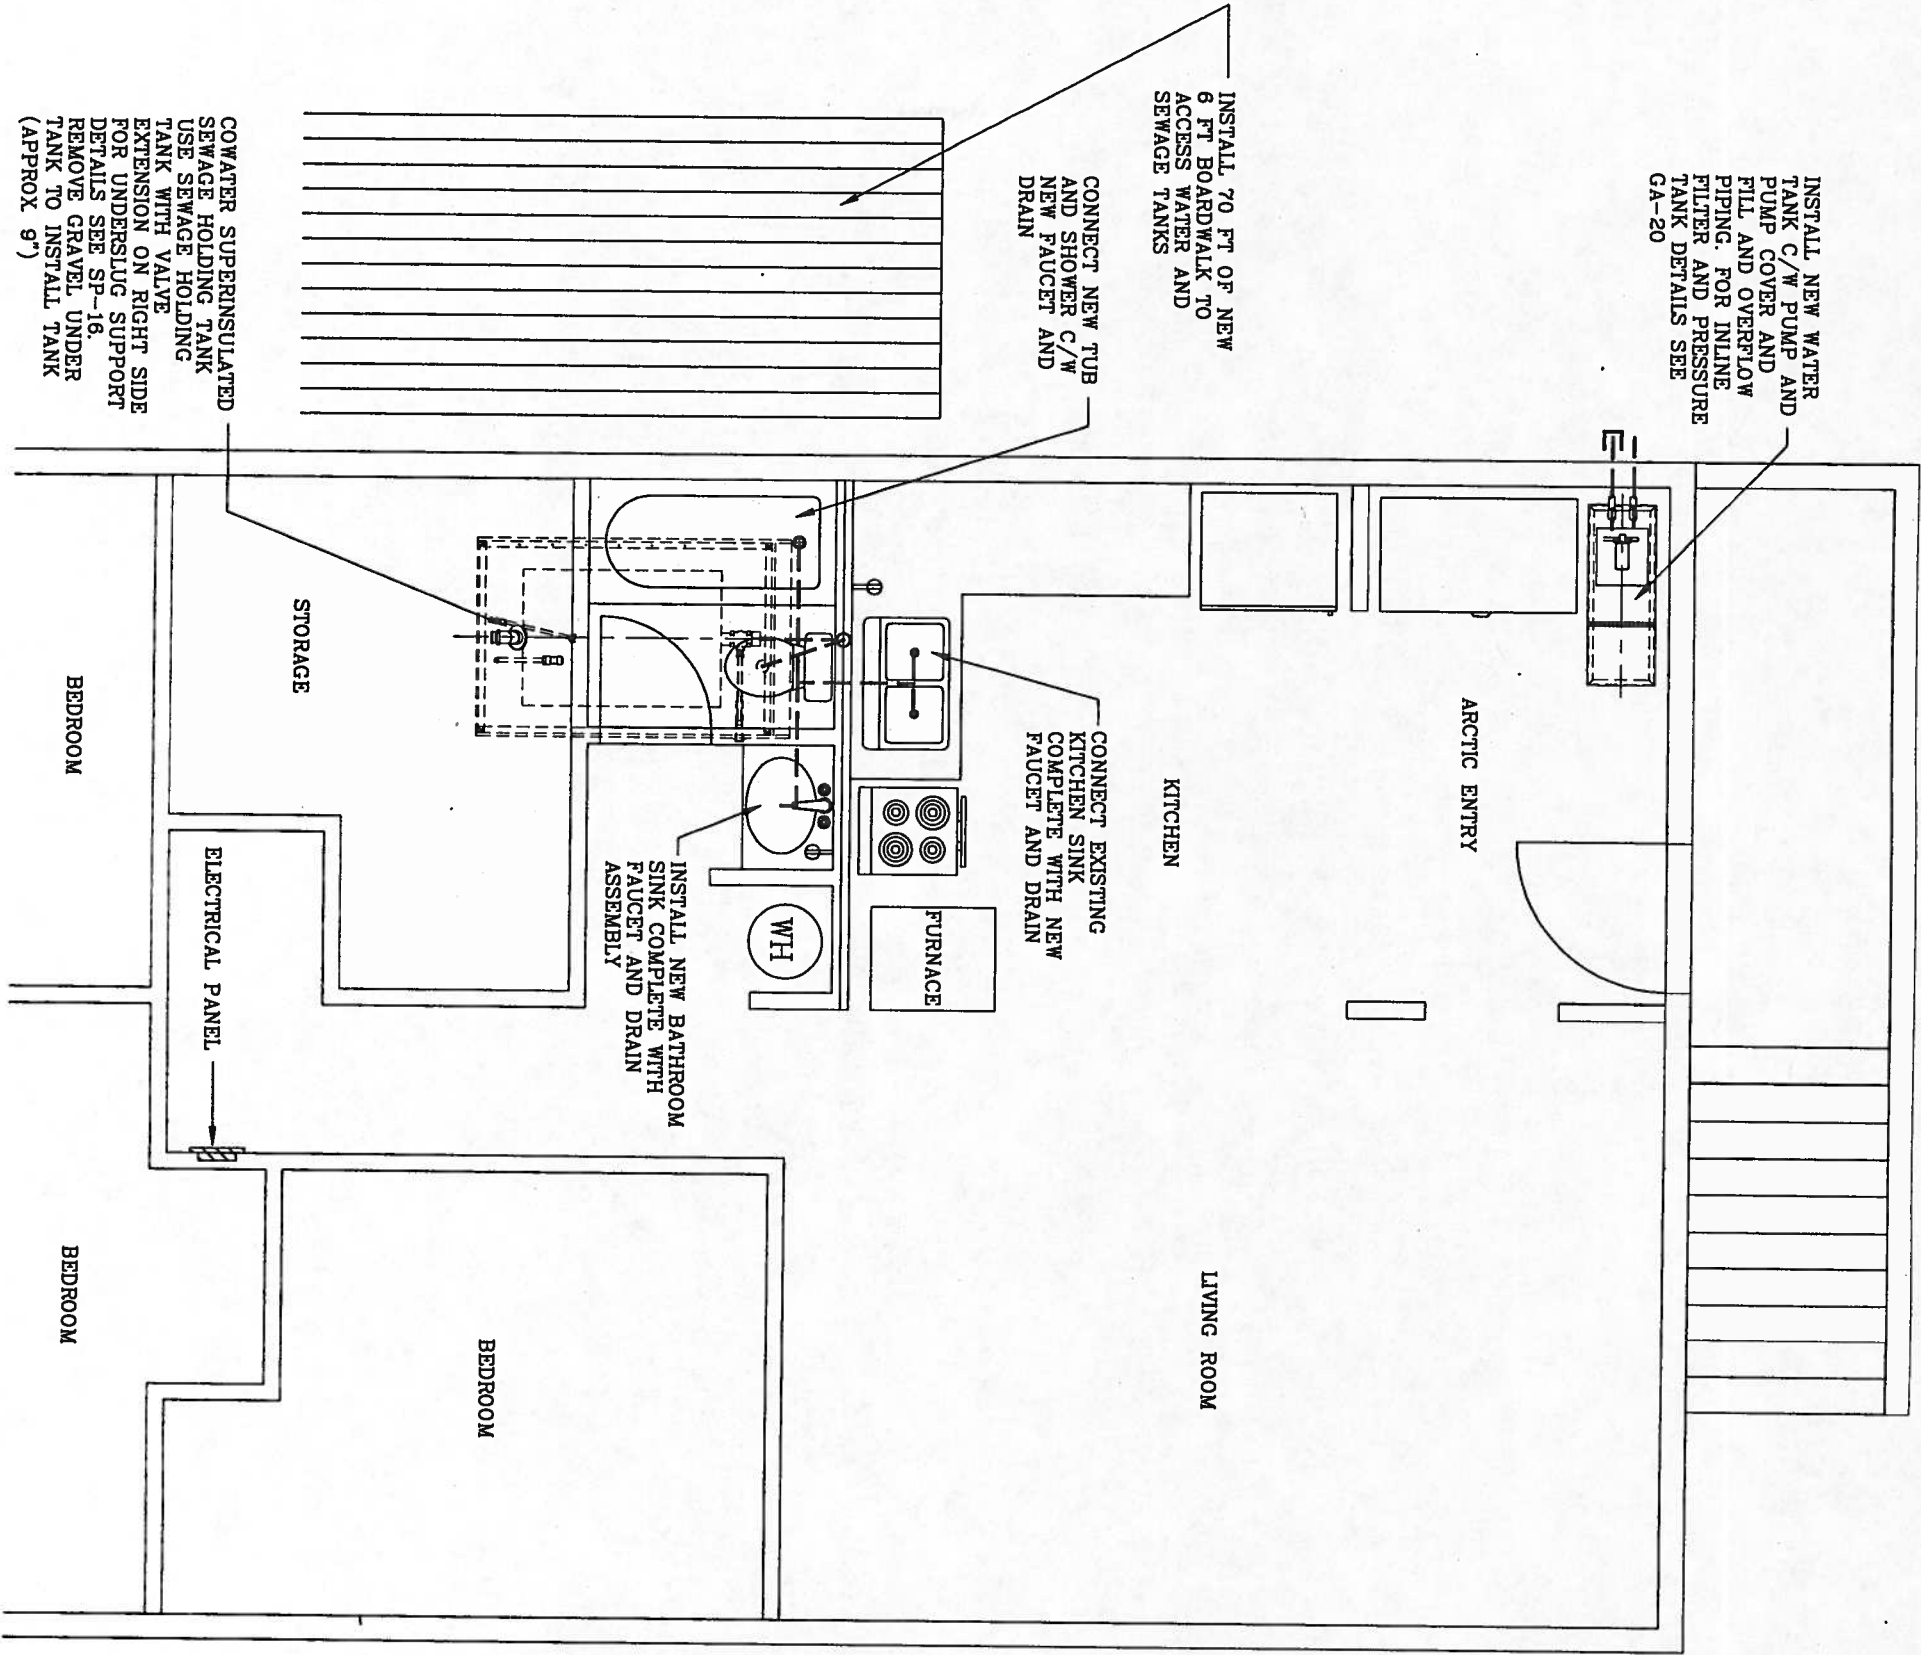 INSTALL NEW WATER
TANK C/W PUMP AND
PUMP COVER AND
FILL AND OVERFLOW
PIPING. FOR INLINE
FILTER AND PRESSURE
TANK DETAILS SEE
GA-20
INSTALL 70 FT OF NEW
6 FT BOARDWALK TO
ACCESS WATER AND
SEWAGE TANKS
CONNECT NEW TUB
AND SHOWER C/W
NEW FAUCET AND
DRAIN
COWATER SUPERINSULATED
SEWAGE HOLDING TANK
USE SEWAGE HOLDING
TANK WITH VALVE
EXTENSION ON RIGHT SIDE
FOR UNDERSLUG SUPPORT
DETAILS SEE SP-16.
REMOVE GRAVEL UNDER
TANK TO INSTALL TANK
(APPROX 9")
ARCTIC ENTRY
KITCHEN
CONNECT EXISTING
KITCHEN SINK
COMPLETE WITH NEW
FAUCET AND DRAIN
FURNACE
WH
INSTALL NEW BATHROOM
SINK COMPLETE WITH
FAUCET AND DRAIN
ASSEMBLY
STORAGE
BEDROOM
ELECTRICAL PANEL
LIVING ROOM
BEDROOM
BEDROOM